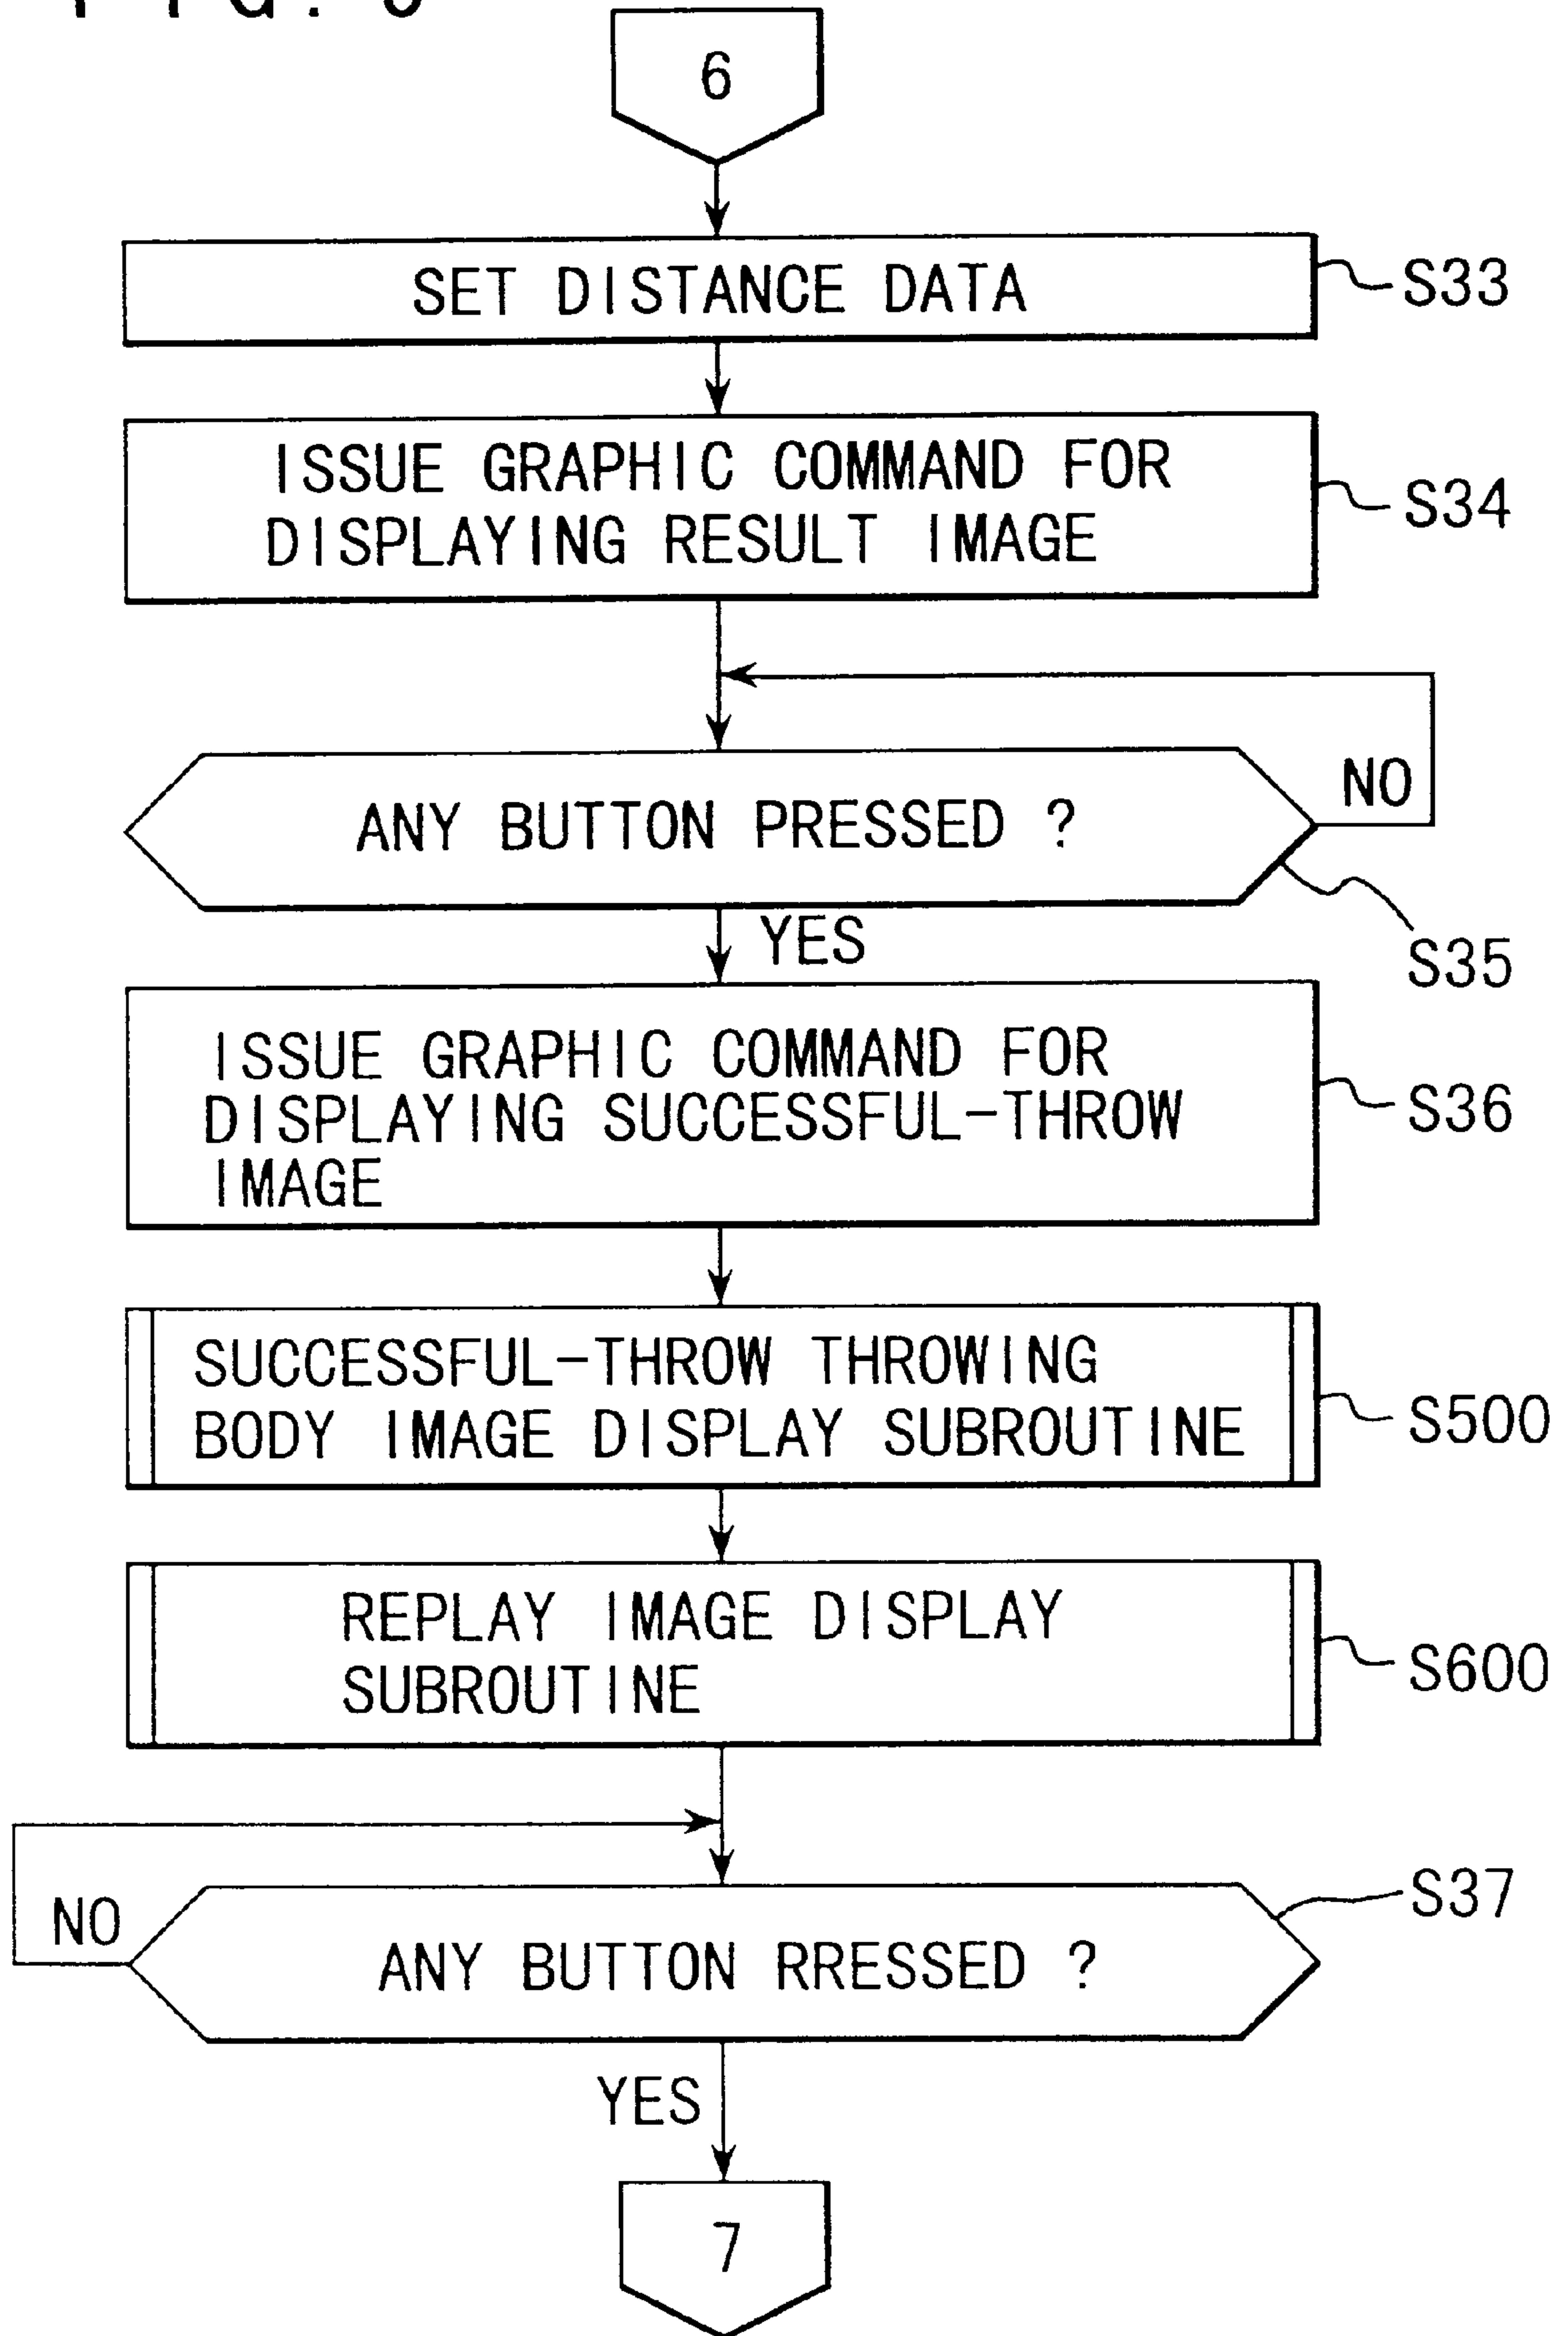 FIG.
6
SET DISTANCE DATA
S33
ISSUE GRAPHIC COMMAND FOR
DISPLAYING RESULT IMAGE
S34
NO
ANY BUTTON PRESSED ?
YES
S35
ISSUE GRAPHIC COMMAND FOR
DISPLAYING SUCCESSFUL-THROW
IMAGE
S36
SUCCESSFUL-THROW THROWING
BODY IMAGE DISPLAY SUBROUTINE
S500
REPLAY IMAGE DISPLAY
SUBROUTINE
S600
S37
NO
ANY BUTTON RRESSED ?
YES
7